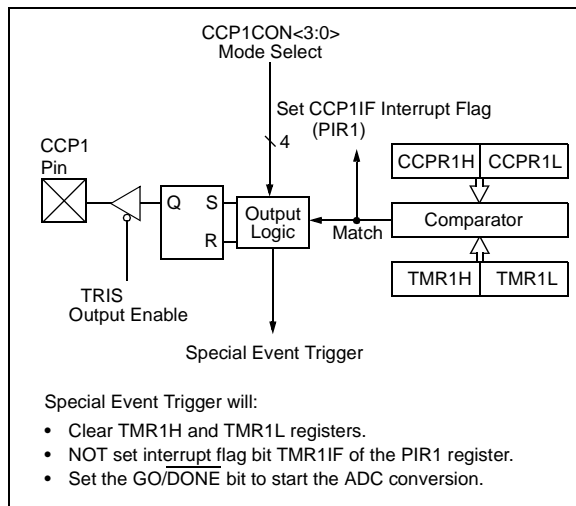 CCP1CON<3:0>
Mode Select
Set CCP1IF Interrupt Flag
(PIR1)
4
CCP1
Pin
CCPR1H CCPR1L
Q S
R
Output
Logic
Match
Comparator
TRIS
Output Enable
TMR1H TMR1L
Special Event Trigger
Special Event Trigger will:
• Clear TMR1H and TMR1L registers.
• NOT set interrupt flag bit TMR1IF of the PIR1 register.
• Set the GO/DONE bit to start the ADC conversion.